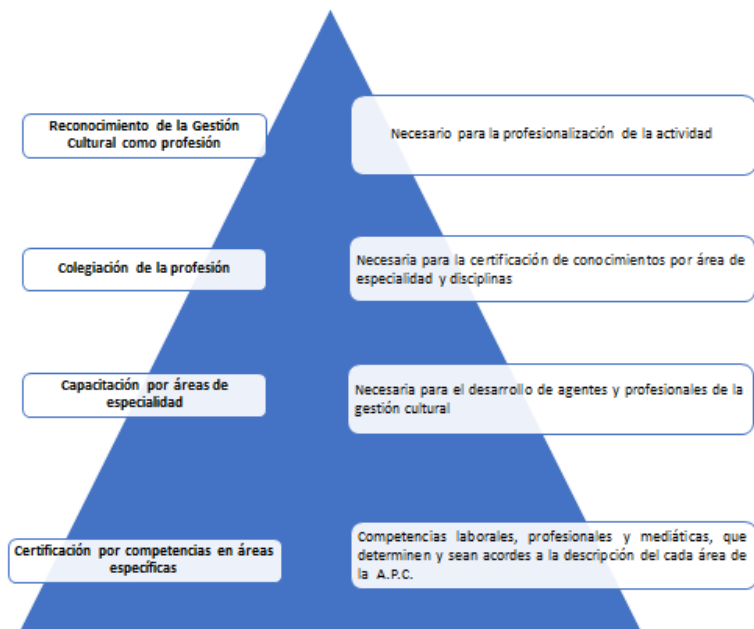 Reconocimiento de la Gestión
Cultural como profesión
Necesario para la profesionalización de la actividad
Colegiación de la profesión
Necesaria para la certificación de conocimientos por área de
especialidad y disciplinas
Capacitación por áreas de
especialidad
Necesaria para el desarrollo de agentes y profesionales de la
gestión cultural
Certificación por competencias en áreas
específicas
Competencias laborales, profesionales y mediáticas, que
determinen y sean acordes a la descripción del cada área de
la A.P.C.